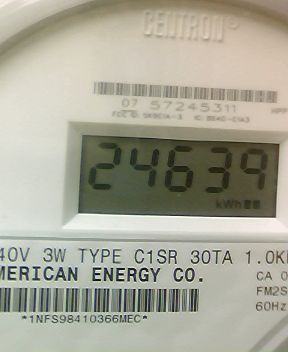 CENTRON®
07 57245311
24639
kWh
40V 3W TYPE C1SR 30TA 1.0K
MERICAN ENERGY CO.
CA 0
FM2S
60Hz
*1NFS98410366MEC*